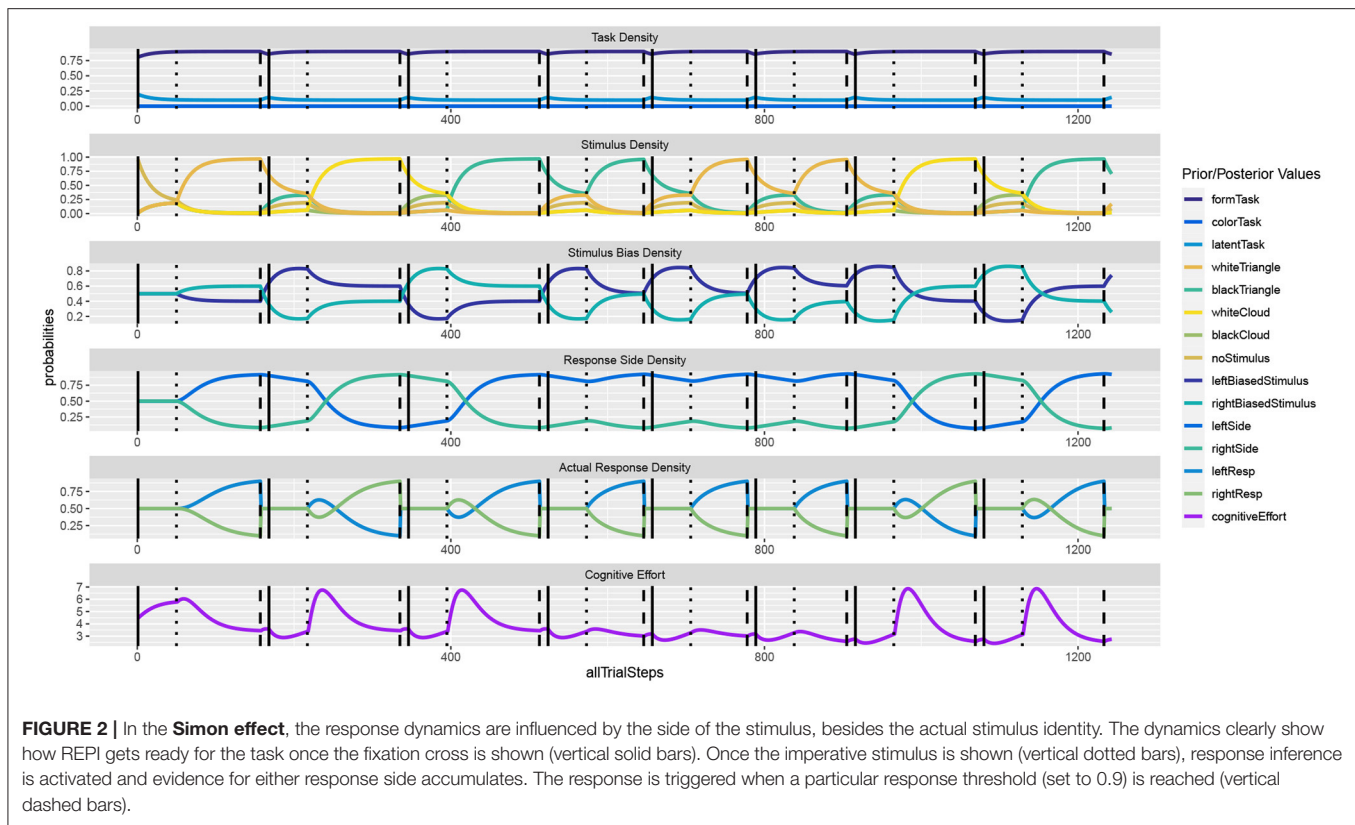 Task Density
0.75
0.50
0.25
0.00
0
400
800
1200
Stimulus Density
1.00
0.75
0.50
0.25
0.00
0
400
800
1200
Stimulus Bias Density
0.8
0.6
0.4
0.2
0
400
800
1200
Response Side Density
0.75
0.50
0.25
0
400
800
1200
Actual Response Density
0.75
0.50
0.25
0
400
800
1200
Cognitive Effort
7
6
5
4
3
0
400
800
1200
probabilities
allTrialSteps
Prior/Posterior Values
formTask
colorTask
latentTask
whiteTriangle
blackTriangle
whiteCloud
blackCloud
noStimulus
leftBiasedStimulus
rightBiasedStimulus
leftSide
rightSide
leftResp
rightResp
cognitiveEffort
FIGURE 2 | In the Simon effect, the response dynamics are influenced by the side of the stimulus, besides the actual stimulus identity. The dynamics clearly show
how REPI gets ready for the task once the fixation cross is shown (vertical solid bars). Once the imperative stimulus is shown (vertical dotted bars), response inference
is activated and evidence for either response side accumulates. The response is triggered when a particular response threshold (set to 0.9) is reached (vertical
dashed bars).